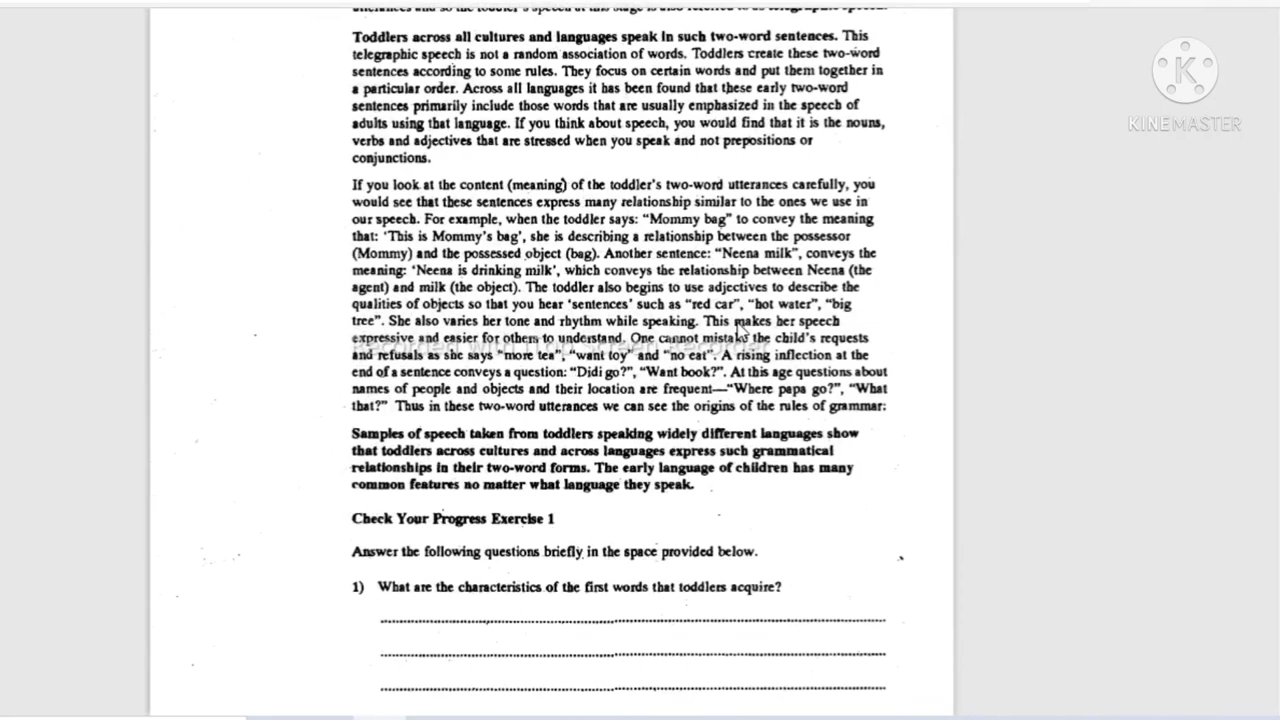 utterances and so the toddler's speech at this stage is also referred to as telegraphic speech.
Toddlers across all cultures and languages speak in such two-word sentences. This
telegraphic speech is not a random association of words. Toddlers create these two-word
sentences according to some rules. They focus on certain words and put them together in
a particular order. Across all languages it has been found that these early two-word
sentences primarily include those words that are usually emphasized in the speech of
adults using that language. If you think about speech, you would find that it is the nouns,
verbs and adjectives that are stressed when you speak and not prepositions or
conjunctions.
If you look at the content (meaning) of the toddler's two-word utterances carefully, you
would see that these sentences express many relationship similar to the ones we use in
our speech. For example, when the toddler says: "Mommy bag" to convey the meaning
that: 'This is Mommy's bag', she is describing a relationship between the possessor
(Mommy) and the possessed object (bag). Another sentence: "Neena milk", conveys the
meaning: 'Neena is drinking milk', which conveys the relationship between Neena (the
agent) and milk (the object). The toddler also begins to use adjectives to describe the
qualities of objects so that you hear 'sentences' such as "red car", "hot water", "big
tree". She also varies her tone and rhythm while speaking. This makes her speech
expressive and easier for others to understand. One cannot mistake the child's requests
Recorded with iTop Screen Recorder
and refusals as she says "more tea", "want toy" and "no eat". A rising inflection at the
end of a sentence conveys a question: "Didi go?", "Want book?". At this age questions about
names of people and objects and their location are frequent—"Where papa go?", "What
that?" Thus in these two-word utterances we can see the origins of the rules of grammar.
Samples of speech taken from toddlers speaking widely different languages show
that toddlers across cultures and across languages express such grammatical
relationships in their two-word forms. The early language of children has many
common features no matter what language they speak.
Check Your Progress Exercise 1
Answer the following questions briefly in the space provided below.
1) What are the characteristics of the first words that toddlers acquire?
K
KINEMASTER